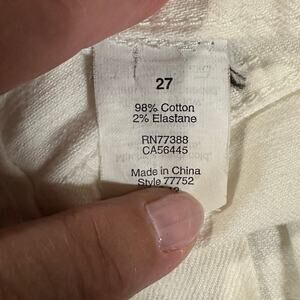 27
98% Cotton
2% Elastane
RN77388
CA56445
Made in China
Style 77752